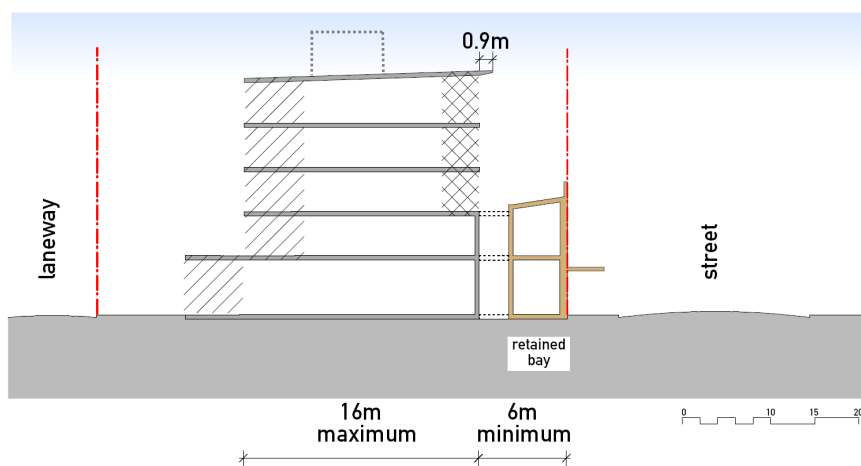 0.9m
laneway
street
retained
bay
16m
maximum
6m
minimum
0 10 15 20